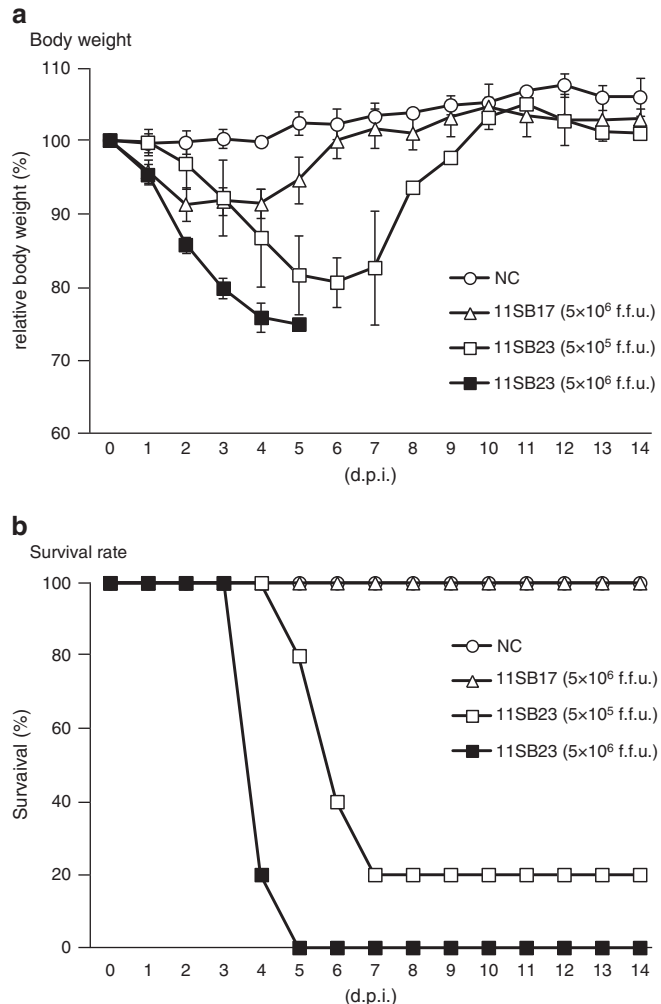 a
Body weight
110
100
90
80
70
60
relative body weight (%)
NC
11SB17 (5×10⁶ f.f.u.)
11SB23 (5×10⁵ f.f.u.)
11SB23 (5×10⁶ f.f.u.)
0 1 2 3 4 5 6 7 8 9 10 11 12 13 14
(d.p.i.)
b
Survival rate
100
80
60
40
20
0
Survaival (%)
NC
11SB17 (5×10⁶ f.f.u.)
11SB23 (5×10⁵ f.f.u.)
11SB23 (5×10⁶ f.f.u.)
0 1 2 3 4 5 6 7 8 9 10 11 12 13 14
(d.p.i.)